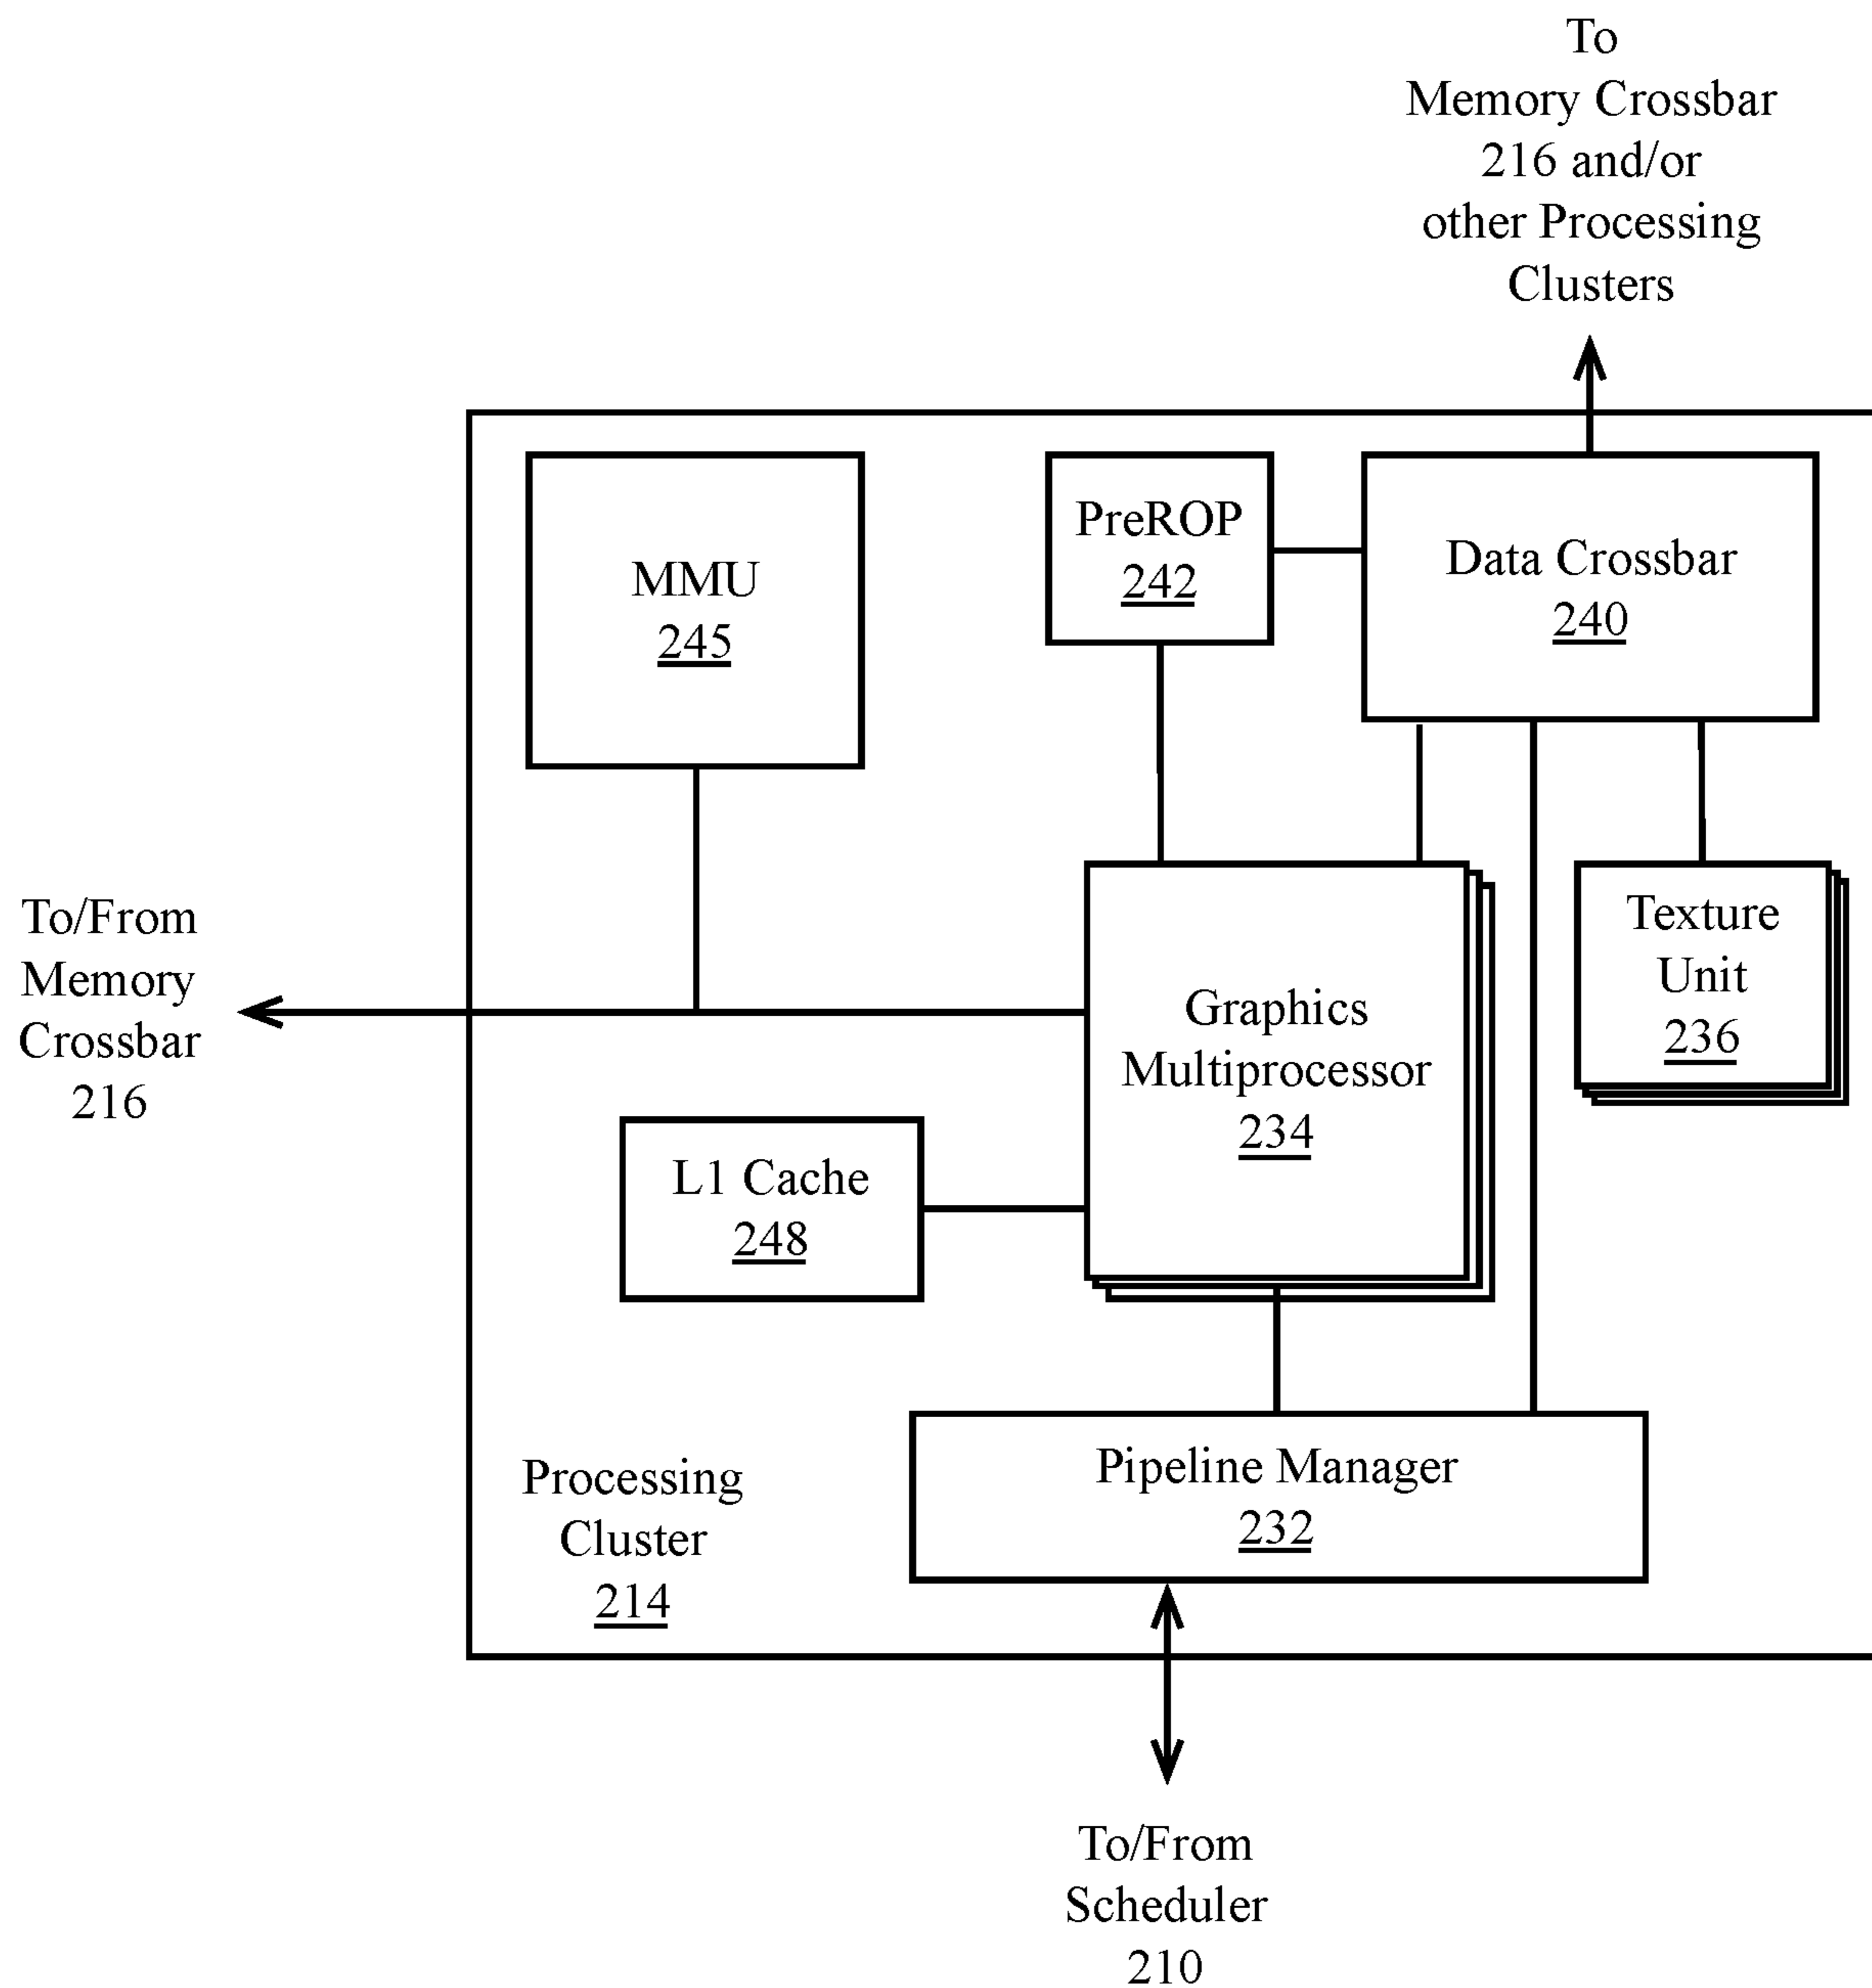 To
Memory Crossbar
216 and/or
other Processing
Clusters
MMU
245
PreROP
242
Data Crossbar
240
To/From
Memory
Crossbar
216
Graphics
Multiprocessor
234
Texture
Unit
236
L1 Cache
248
Pipeline Manager
232
Processing
Cluster
214
To/From
Scheduler
210